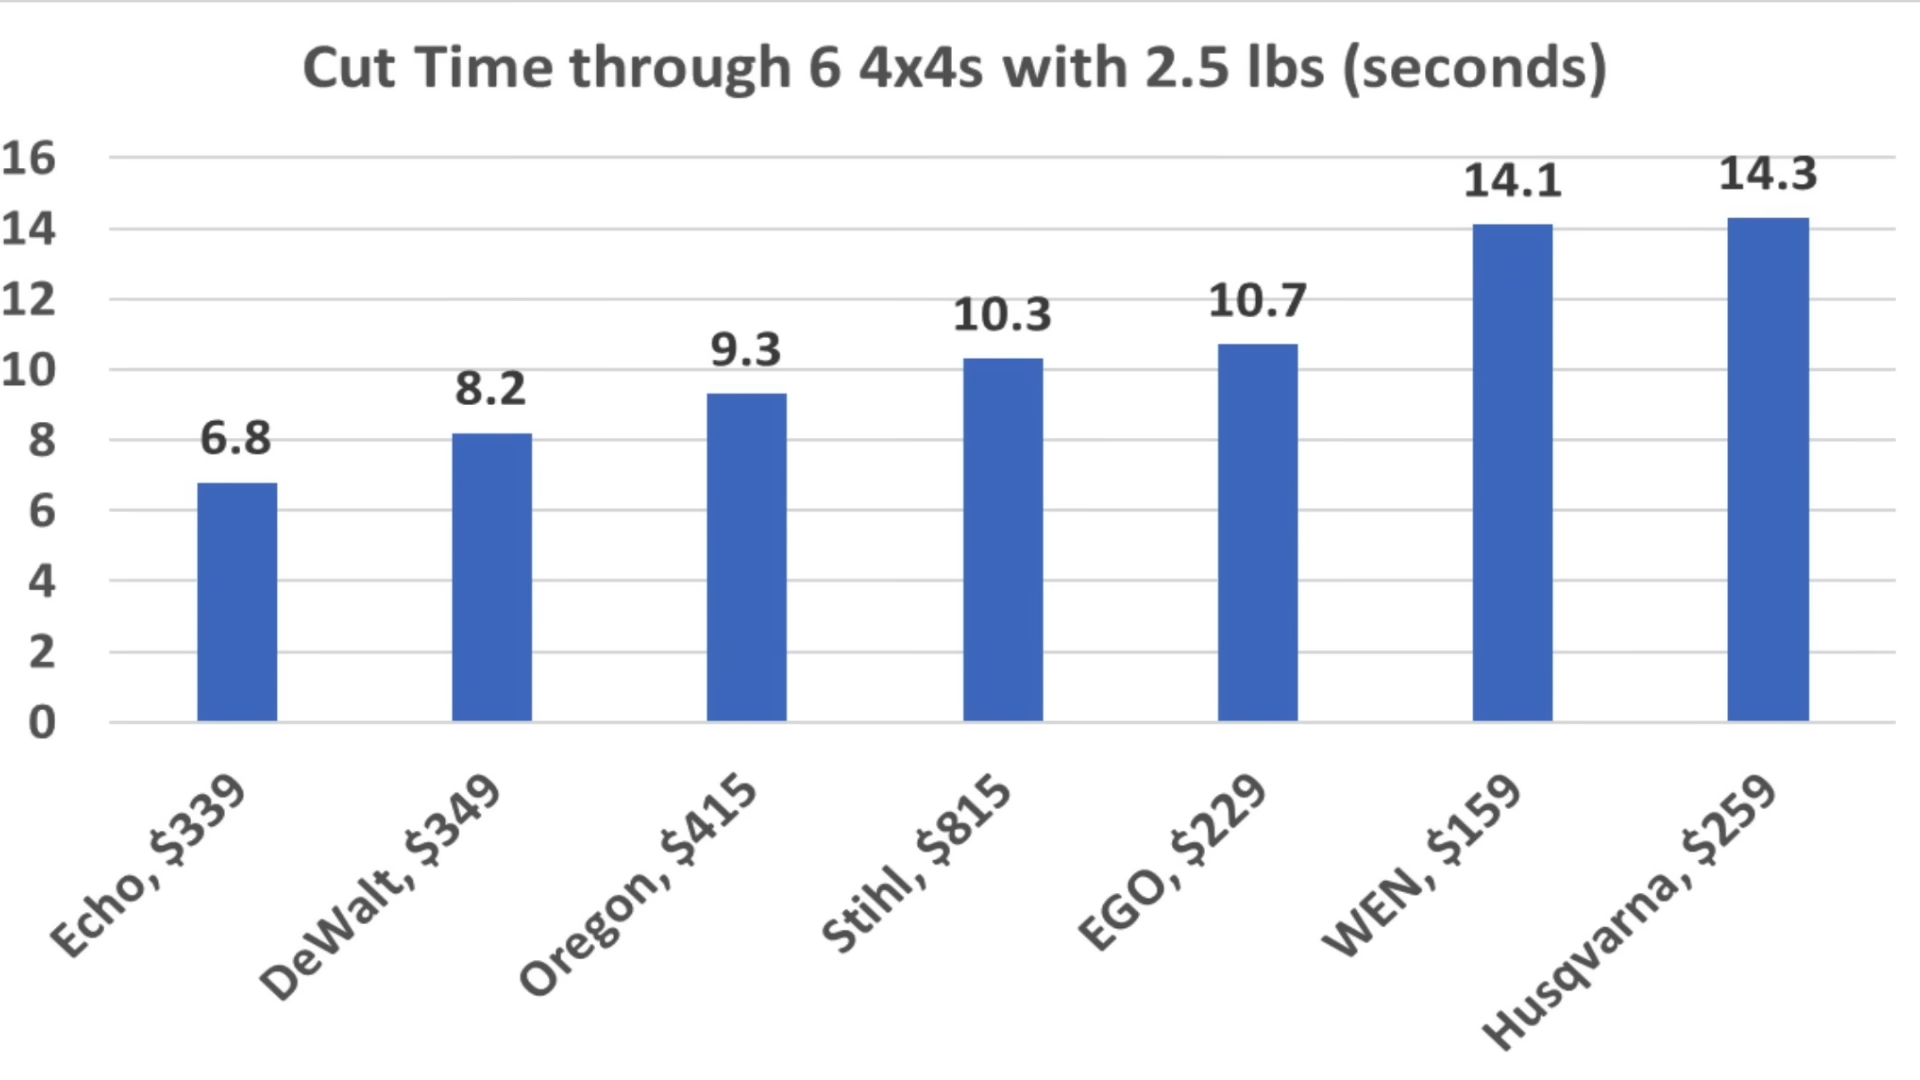 Cut Time through 6 4x4s with 2.5 lbs (seconds)
16
14
12
10
8
6
4
2
0
6.8
8.2
9.3
10.3
10.7
14.1
14.3
Echo, $339
DeWalt, $349
Oregon, $415
Stihl, $815
EGO, $229
WEN, $159
Husqvarna, $259